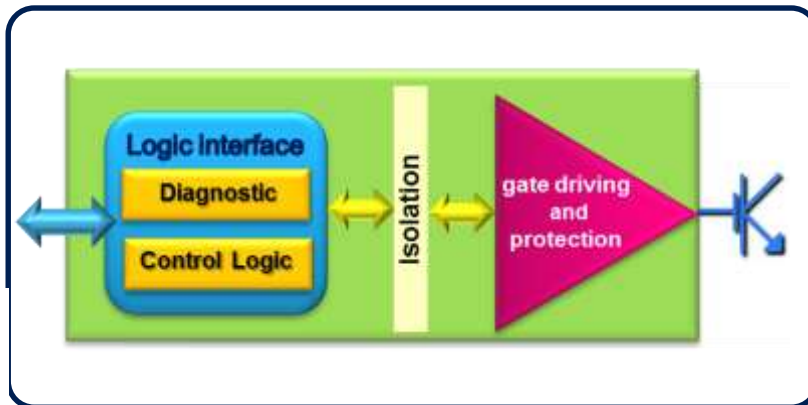 Logic Interface
Diagnostic
Control Logic
Isolation
gate driving
and
protection